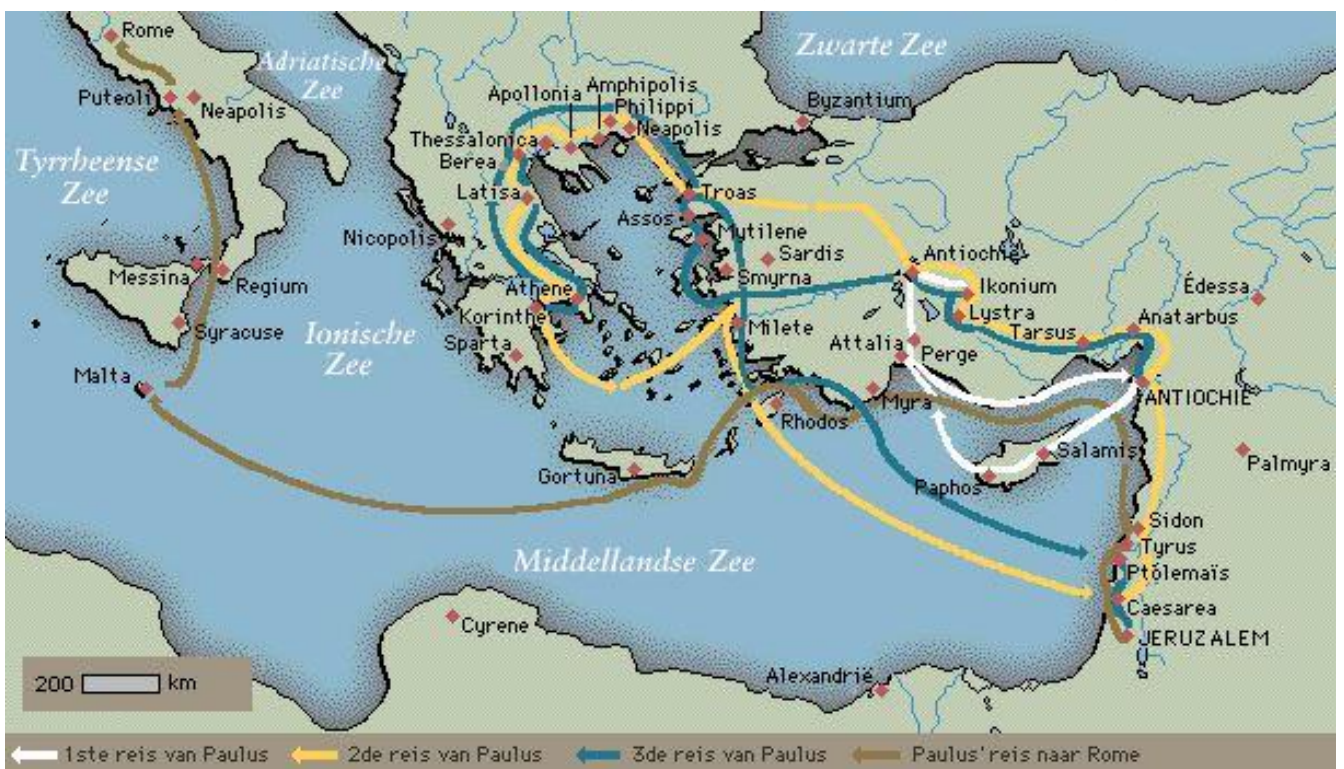 Rome
Zwarte Zee
Adriatische
Zee
Puteoli
Neapolis
Apollonia
Amphipolis
Philippi
Neapolis
Byzantium
Thessalonica
Berea
Tyrrheense
Zee
Latisa
Troas
Assos
Mutilene
Nicopolis
Sardis
Antiochië
Messina
Regium
Smyrna
Ikonium
Édessa
Athene
Korinthe
Lystra
Syracuse
Ionische
Zee
Milete
Tarsus
Anatarbus
Sparta
Attalia
Perge
Malta
Myra
ANTIOCHIË
Rhodos
Salamis
Gortuna
Paphos
Palmyra
Sidon
Middellandse Zee
Tyrus
Ptolemaïs
Caesarea
Cyrene
JERUZALEM
200 km
Alexandrië
1ste reis van Paulus
2de reis van Paulus
3de reis van Paulus
Paulus' reis naar Rome